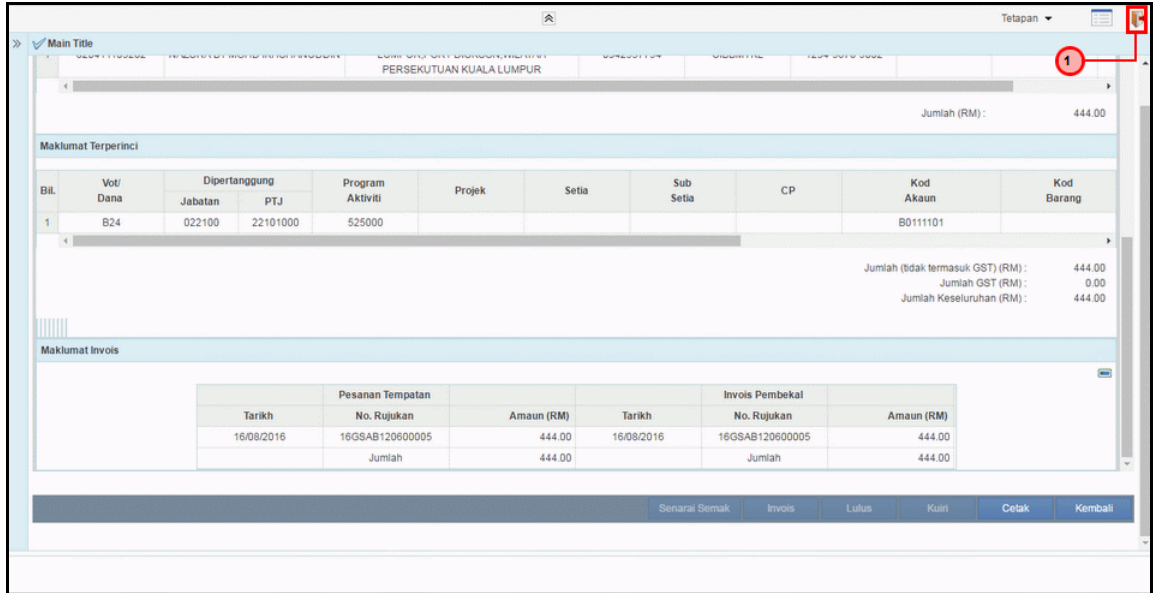 Tetapan
Main Title
1
PERSEKUTUAN KUALA LUMPUR
Jumlah (RM) : 444.00
Maklumat Terperinci
Bil. Vot/ Dana Dipertanggung Program Aktiviti Projek Setia Sub Setia CP Kod Akaun Kod Barang
Jabatan PTJ
1 B24 022100 22101000 525000 B0111101
Jumlah (tidak termasuk GST) (RM) : 444.00
Jumlah GST (RM) : 0.00
Jumlah Keseluruhan (RM) : 444.00
Maklumat Invois
Pesanan Tempatan Invois Pembekal
Tarikh No. Rujukan Amaun (RM) Tarikh No. Rujukan Amaun (RM)
16/08/2016 16GSAB120600005 444.00 16/08/2016 16GSAB120600005 444.00
Jumlah 444.00 Jumlah 444.00
Senarai Semak Invois Lulus Kuiri Cetak Kembali